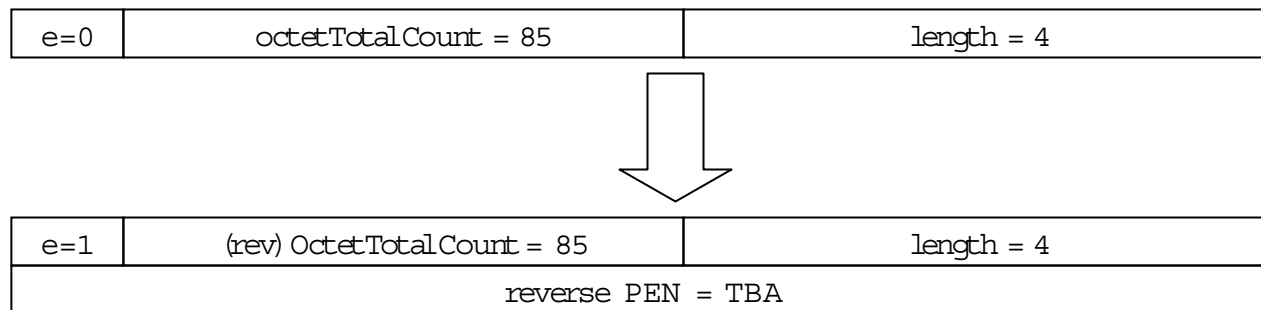 e=0 octetTotalCount = 85 length = 4
e=1 (rev) OctetTotalCount = 85 length = 4
reverse PEN = TBA